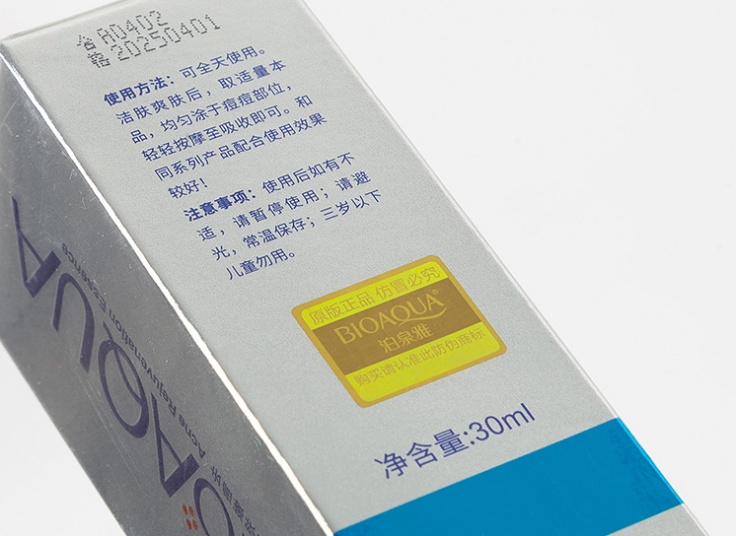 合格 A0402
20250401
使用方法：可全天使用。
洁肤爽肤后，取适量本
品，均匀涂于痘痘部位，
轻轻按摩至吸收即可。和
同系列产品配合使用效果
较好！
注意事项：使用后如有不
适，请暂停使用；请避
光，常温保存；三岁以下
儿童勿用。
原版正品 仿冒必究
BIOAQUA
泊泉雅
购买请认准此防伪商标
净含量:30ml
OAQUA
Acne Rejuvenation Essence